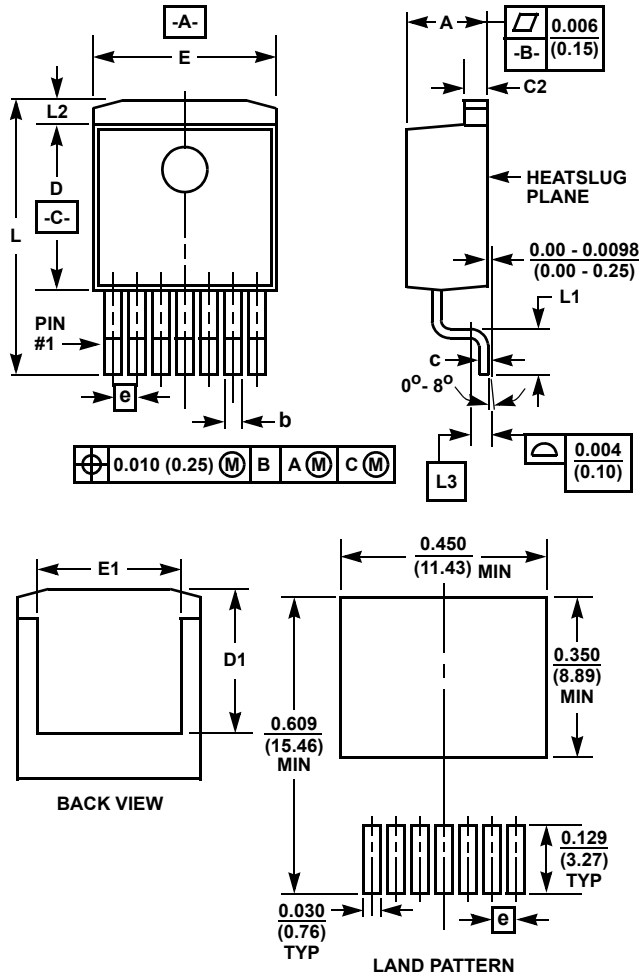 -A-
E
L2
D
-C-
L
PIN
#1
e
b
⌖ 0.010 (0.25) Ⓜ B A Ⓜ C Ⓜ
A
▱ 0.006
-B- (0.15)
C2
HEATSLUG
PLANE
0.00 - 0.0098
(0.00 - 0.25)
L1
c
0° - 8°
L3
⌓ 0.004
(0.10)
E1
D1
BACK VIEW
0.450
(11.43) MIN
0.350
(8.89)
MIN
0.609
(15.46)
MIN
0.129
(3.27)
TYP
0.030
(0.76)
TYP
e
LAND PATTERN